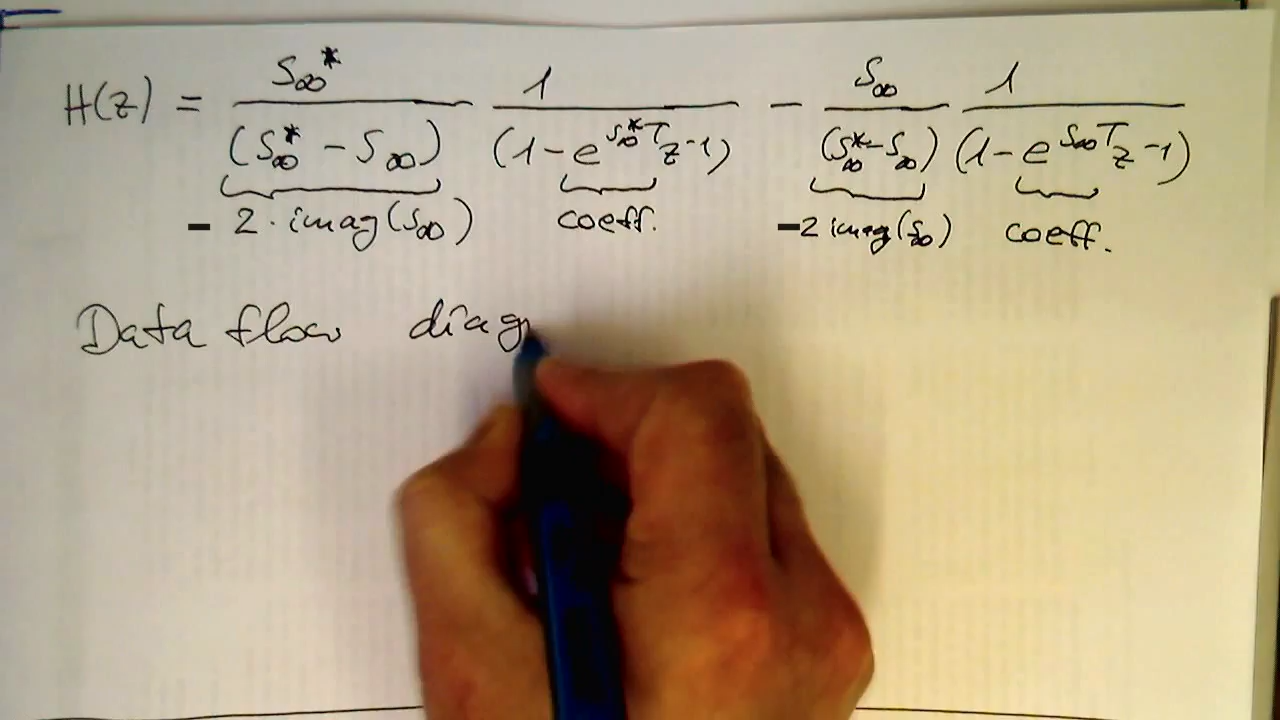 H(z) = S∞* / (S∞* - S∞) 1 / (1 - e^{S∞*T} z^{-1}) - S∞ / (S∞* - S∞) 1 / (1 - e^{S∞T} z^{-1})
- 2 · imag(S∞) coeff. -2 imag(S∞) coeff.
Data flow diag